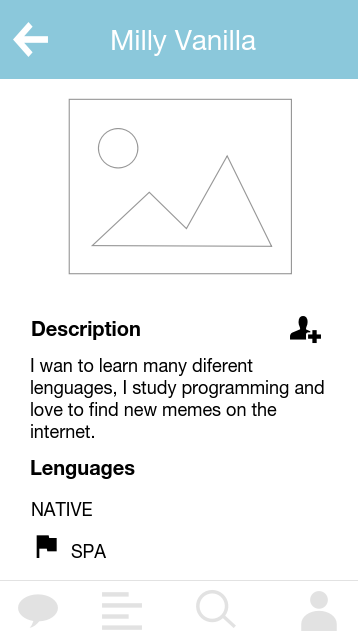 Milly Vanilla
Description
I wan to learn many diferent
lenguages, I study programming and
love to find new memes on the
internet.
Lenguages
NATIVE
SPA